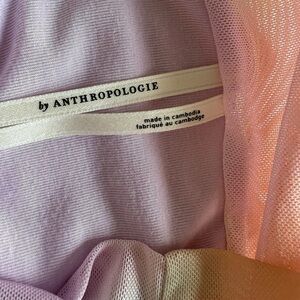 by ANTHROPOLOGIE
made in cambodia
fabriqué au cambodge